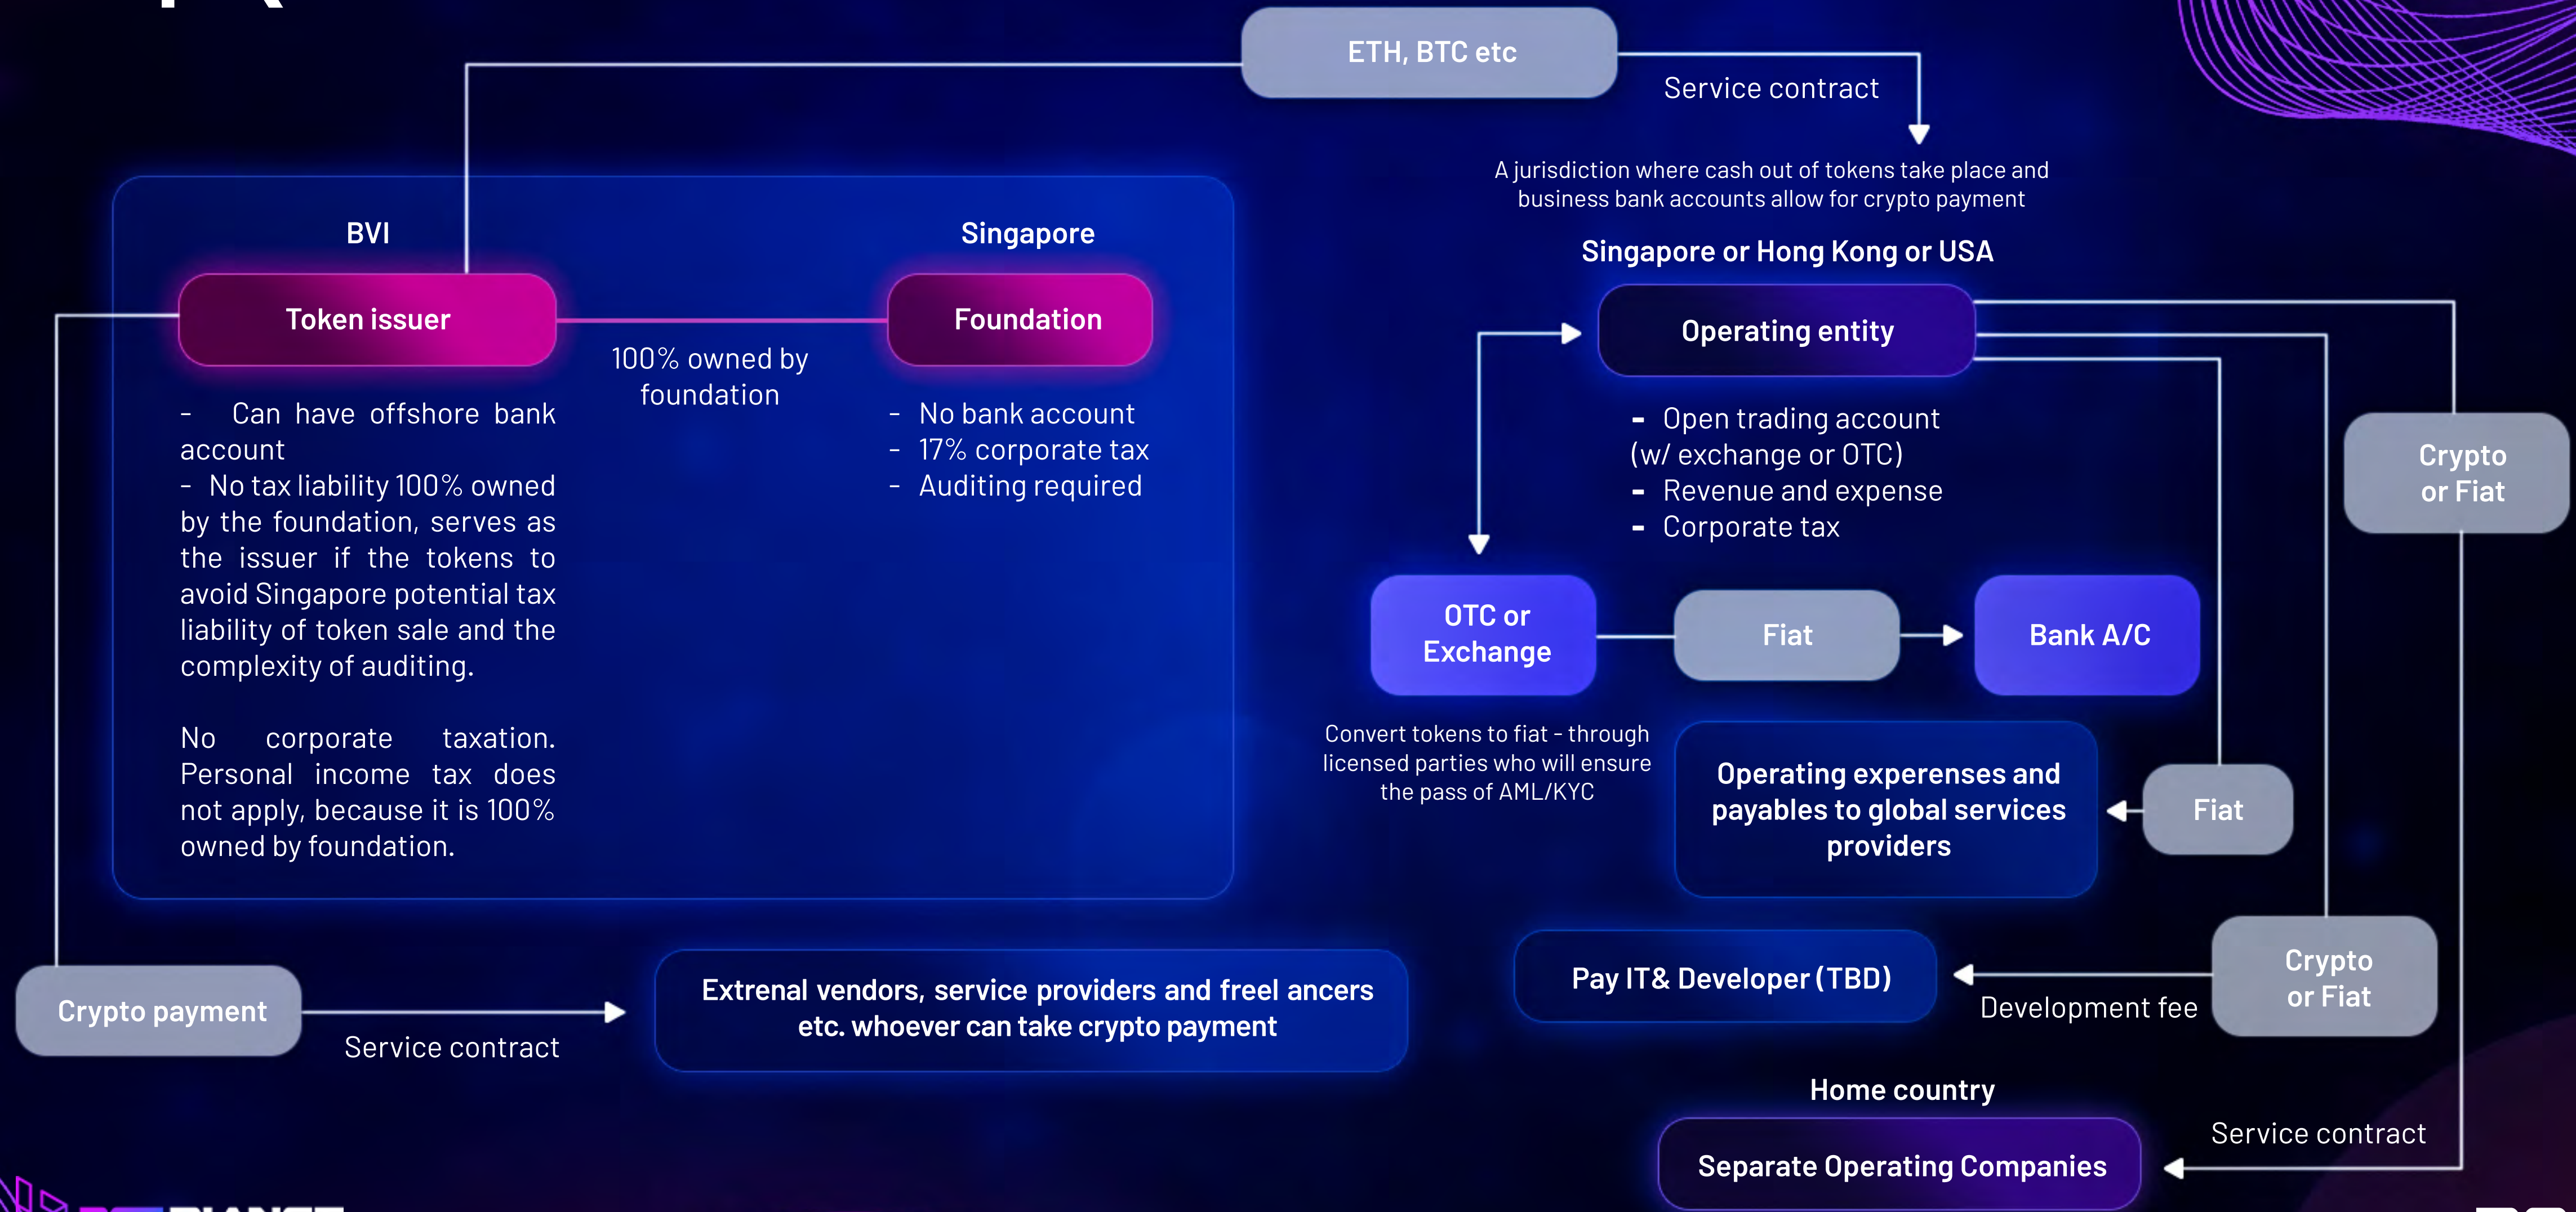 ETH, BTC etc
Service contract
A jurisdiction where cash out of tokens take place and
business bank accounts allow for crypto payment
BVI
Token issuer
- Can have offshore bank
account
- No tax liability 100% owned
by the foundation, serves as
the issuer if the tokens to
avoid Singapore potential tax
liability of token sale and the
complexity of auditing.
No corporate taxation.
Personal income tax does
not apply, because it is 100%
owned by foundation.
100% owned by
foundation
Singapore
Foundation
- No bank account
- 17% corporate tax
- Auditing required
Singapore or Hong Kong or USA
Operating entity
- Open trading account
(w/ exchange or OTC)
- Revenue and expense
- Corporate tax
Crypto
or Fiat
OTC or
Exchange
Fiat
Bank A/C
Convert tokens to fiat - through
licensed parties who will ensure
the pass of AML/KYC
Operating experenses and
payables to global services
providers
Fiat
Crypto payment
Service contract
Extrenal vendors, service providers and freel ancers
etc. whoever can take crypto payment
Pay IT& Developer (TBD)
Development fee
Crypto
or Fiat
Home country
Separate Operating Companies
Service contract